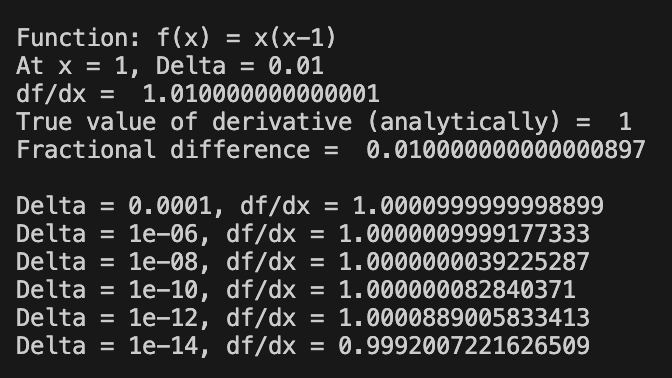 Function: f(x) = x(x-1)
At x = 1, Delta = 0.01
df/dx =  1.010000000000001
True value of derivative (analytically) =  1
Fractional difference =  0.010000000000000897
Delta = 0.0001, df/dx = 1.0000999999998899
Delta = 1e-06, df/dx = 1.0000009999177333
Delta = 1e-08, df/dx = 1.0000000039225287
Delta = 1e-10, df/dx = 1.000000082840371
Delta = 1e-12, df/dx = 1.0000889005833413
Delta = 1e-14, df/dx = 0.9992007221626509